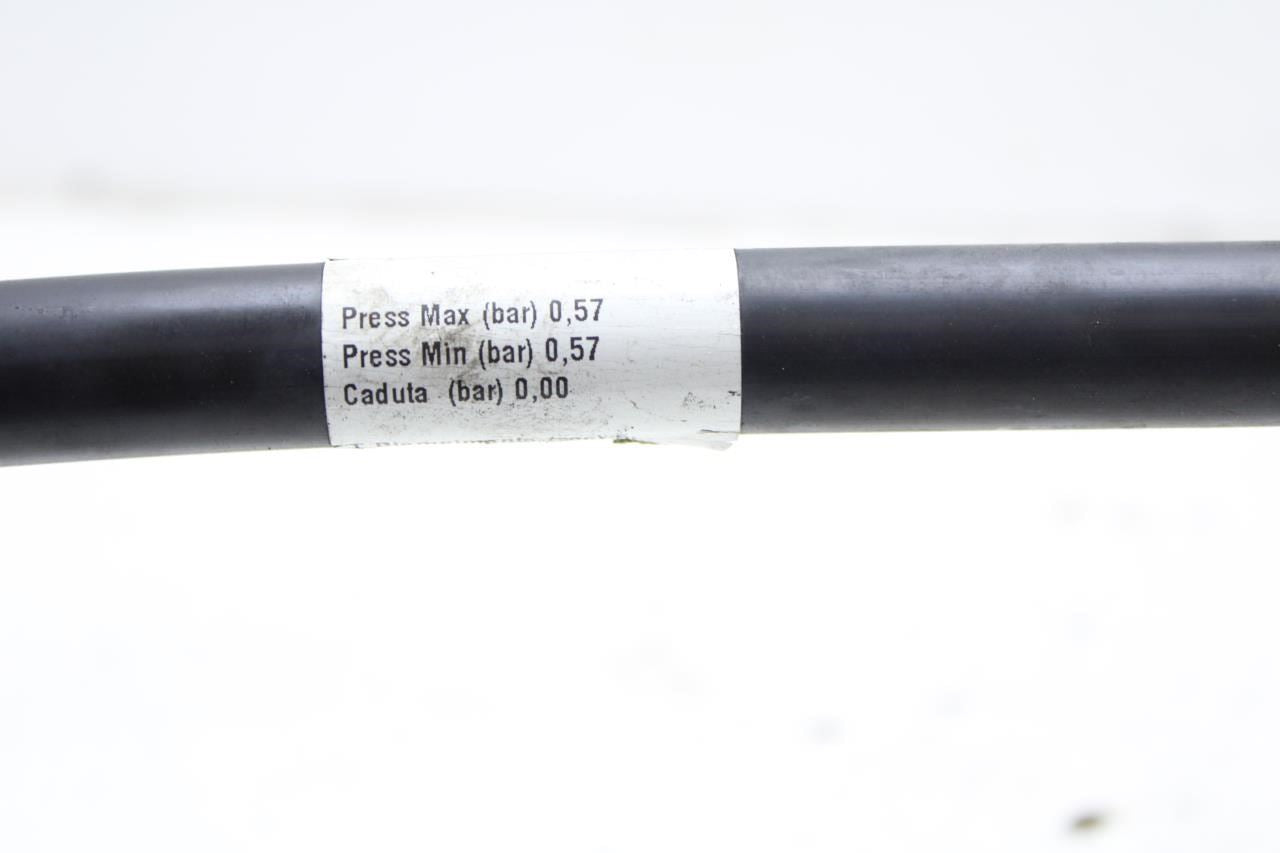 Press Max (bar) 0,57
Press Min (bar) 0,57
Caduta (bar) 0,00